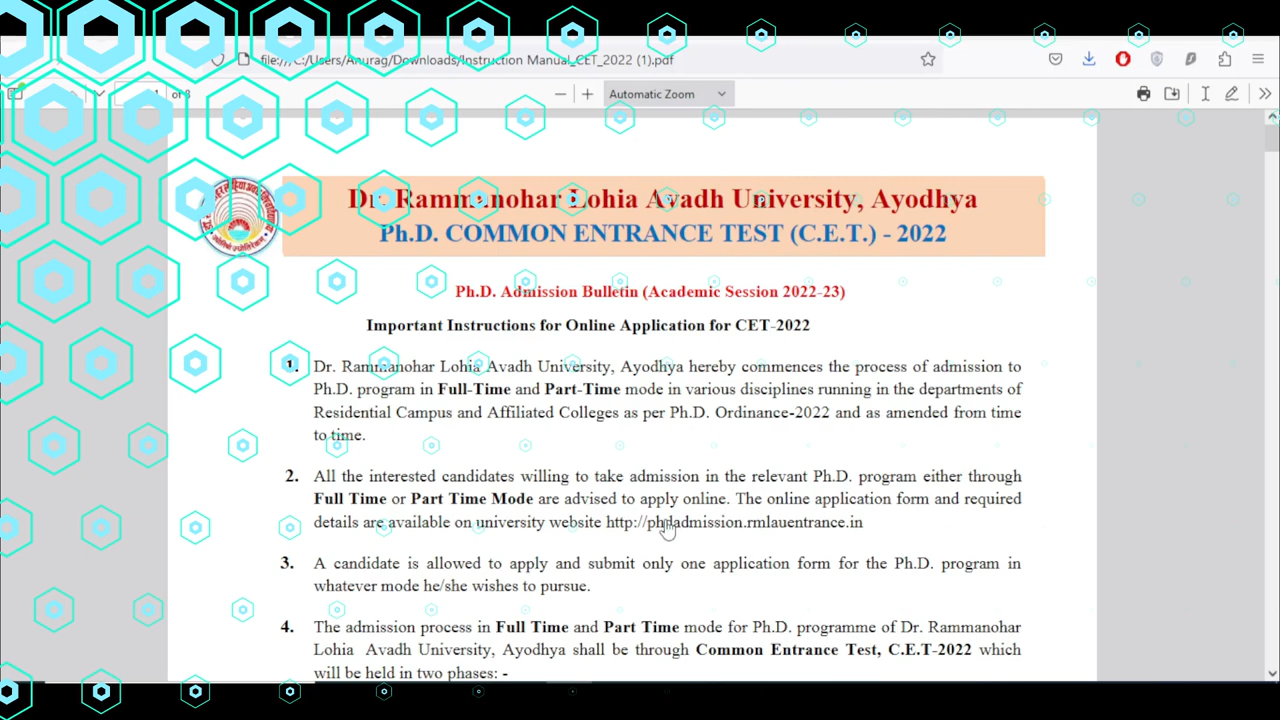 file:///C:/Users/Anurag/Downloads/Instruction Manual_CET_2022 (1).pdf
1 of 8
Automatic Zoom
Dr. Rammanohar Lohia Avadh University, Ayodhya
Ph.D. COMMON ENTRANCE TEST (C.E.T.) - 2022
Ph.D. Admission Bulletin (Academic Session 2022-23)
Important Instructions for Online Application for CET-2022
1. Dr. Rammanohar Lohia Avadh University, Ayodhya hereby commences the process of admission to
Ph.D. program in Full-Time and Part-Time mode in various disciplines running in the departments of
Residential Campus and Affiliated Colleges as per Ph.D. Ordinance-2022 and as amended from time
to time.
2. All the interested candidates willing to take admission in the relevant Ph.D. program either through
Full Time or Part Time Mode are advised to apply online. The online application form and required
details are available on university website http://phdadmission.rmlauentrance.in
3. A candidate is allowed to apply and submit only one application form for the Ph.D. program in
whatever mode he/she wishes to pursue.
4. The admission process in Full Time and Part Time mode for Ph.D. programme of Dr. Rammanohar
Lohia Avadh University, Ayodhya shall be through Common Entrance Test, C.E.T-2022 which
will be held in two phases: -